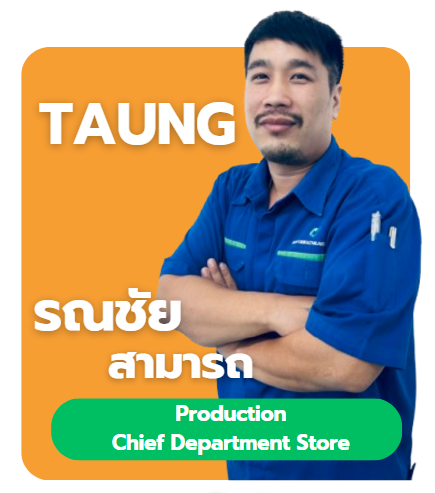 TAUNG
รณชัย
สามารถ
Production
Chief Department Store